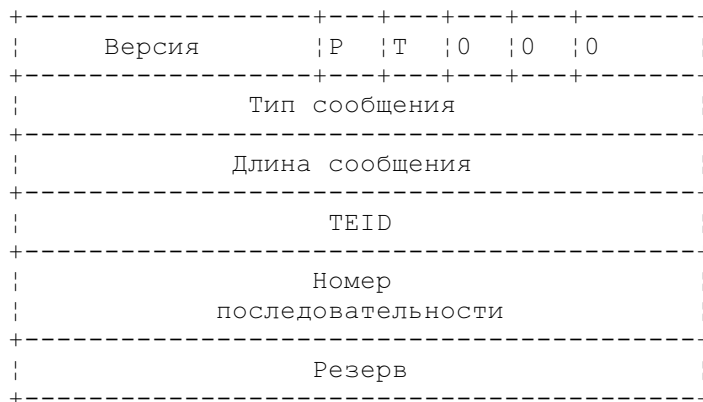 Версия P T 0 0 0
Тип сообщения
Длина сообщения
TEID
Номер
последовательности
Резерв